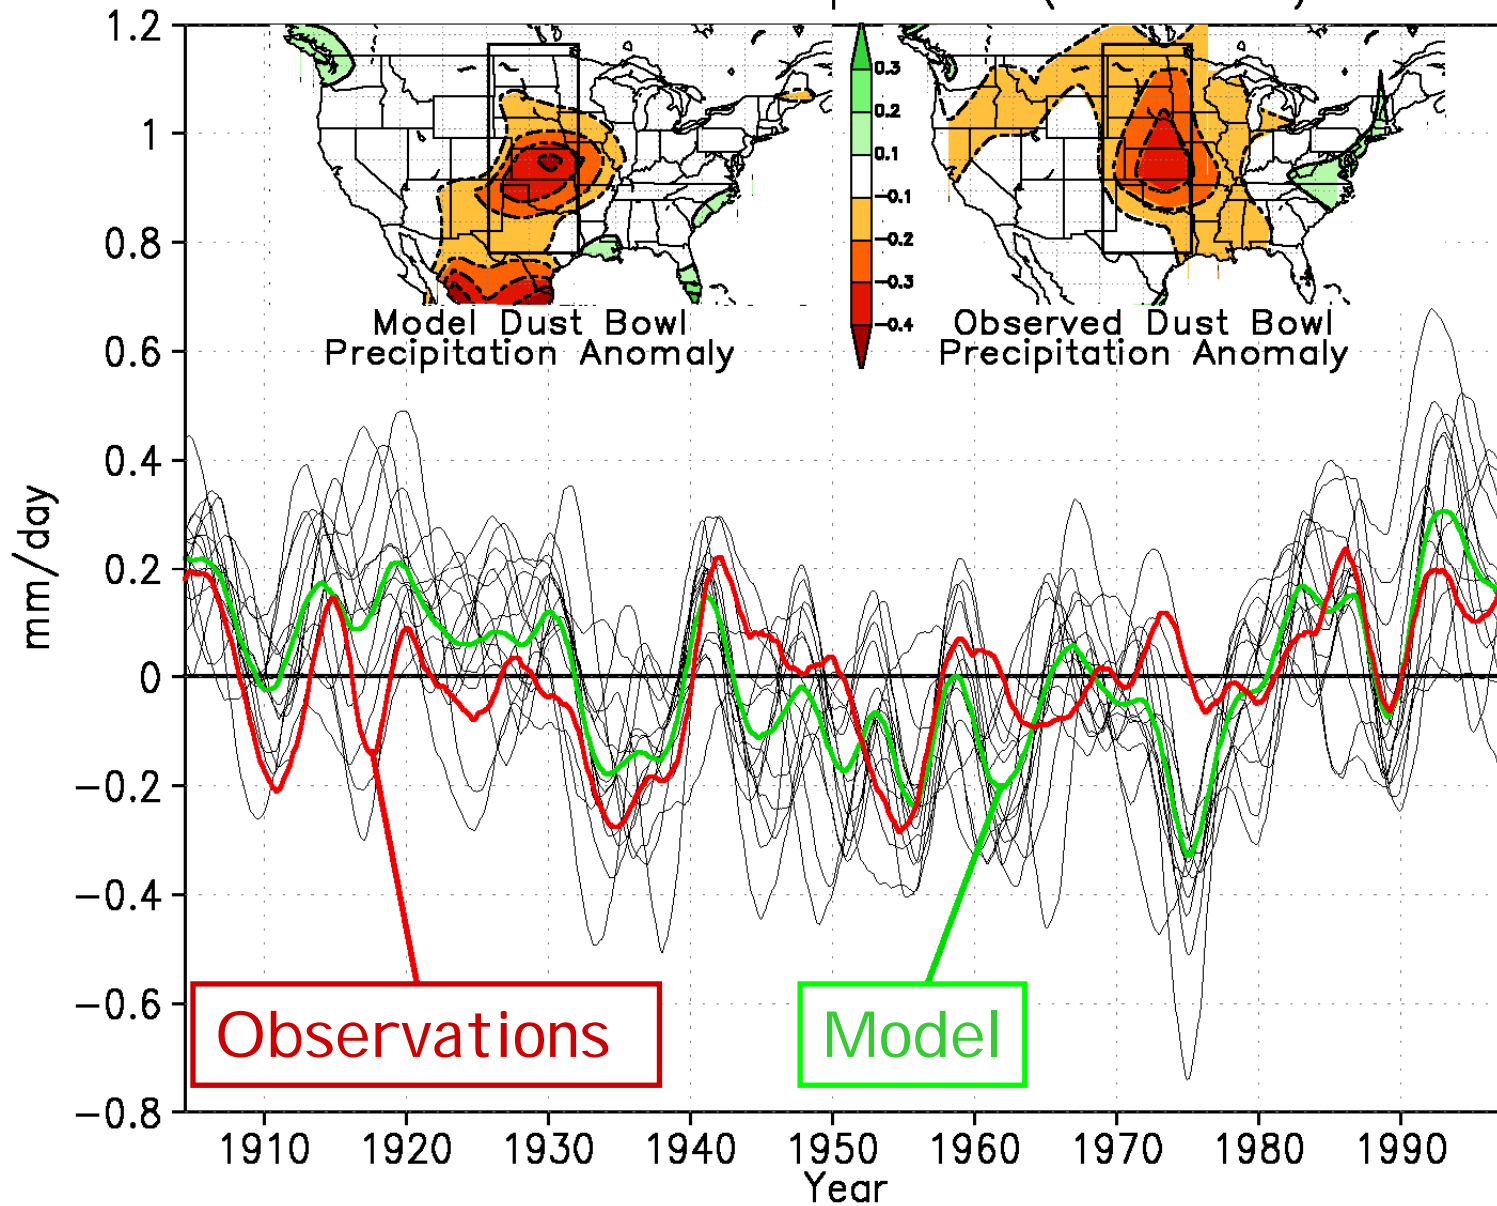 1.2
1
0.8
0.6
0.4
0.2
0
−0.2
−0.4
−0.6
−0.8
mm/day
0.3
0.2
0.1
−0.1
−0.2
−0.3
−0.4
Model Dust Bowl
Precipitation Anomaly
Observed Dust Bowl
Precipitation Anomaly
Observations
Model
1910 1920 1930 1940 1950 1960 1970 1980 1990
Year